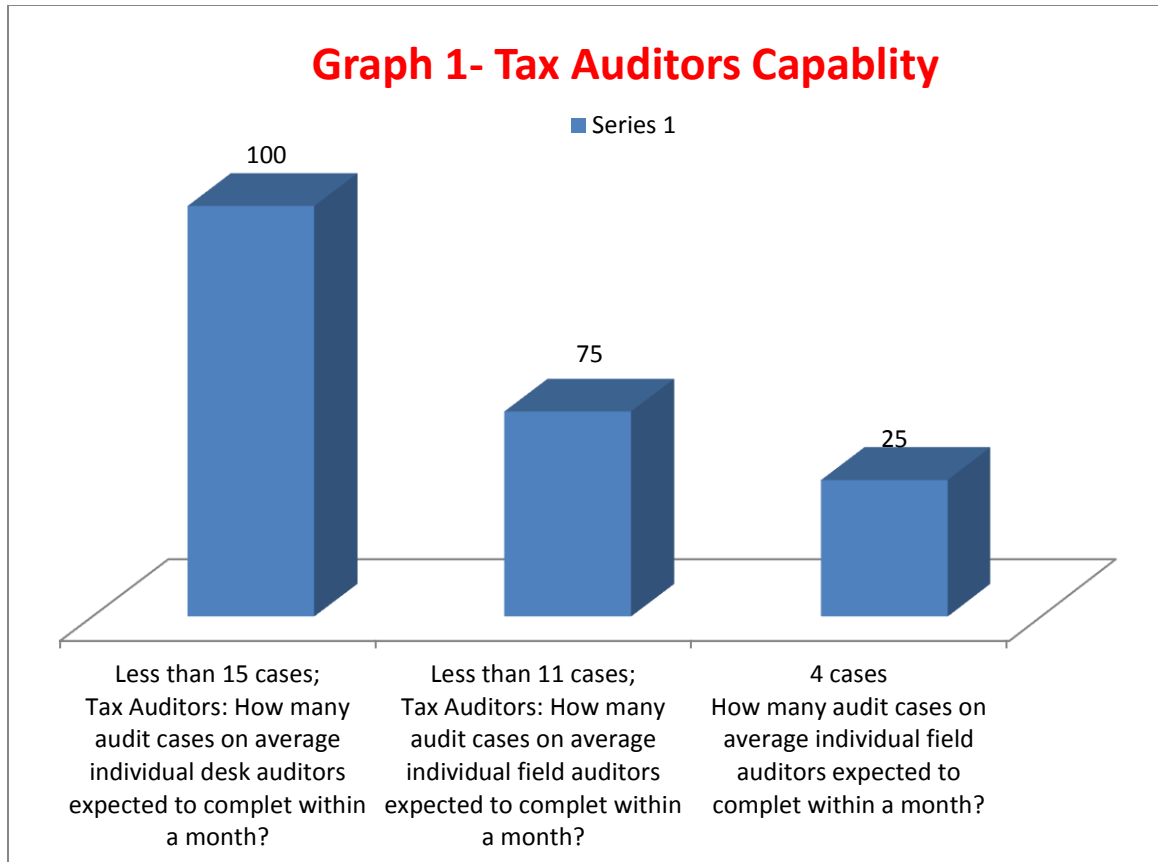 Graph 1- Tax Auditors Capablity
Series 1
100
75
25
Less than 15 cases;
Tax Auditors: How many
audit cases on average
individual desk auditors
expected to complet within
a month?
Less than 11 cases;
Tax Auditors: How many
audit cases on average
individual field auditors
expected to complet within
a month?
4 cases
How many audit cases on
average individual field
auditors expected to
complet within a month?